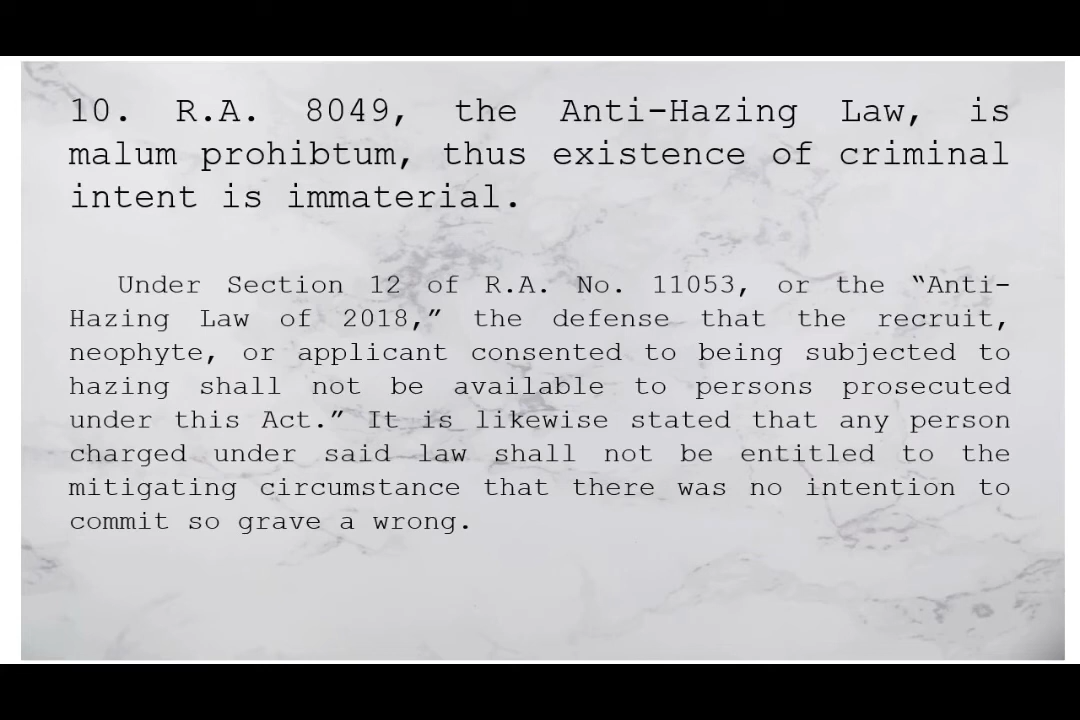 10. R.A. 8049, the Anti-Hazing Law, is
malum prohibtum, thus existence of criminal
intent is immaterial.
Under Section 12 of R.A. No. 11053, or the “Anti-
Hazing Law of 2018,” the defense that the recruit,
neophyte, or applicant consented to being subjected to
hazing shall not be available to persons prosecuted
under this Act.” It is likewise stated that any person
charged under said law shall not be entitled to the
mitigating circumstance that there was no intention to
commit so grave a wrong.